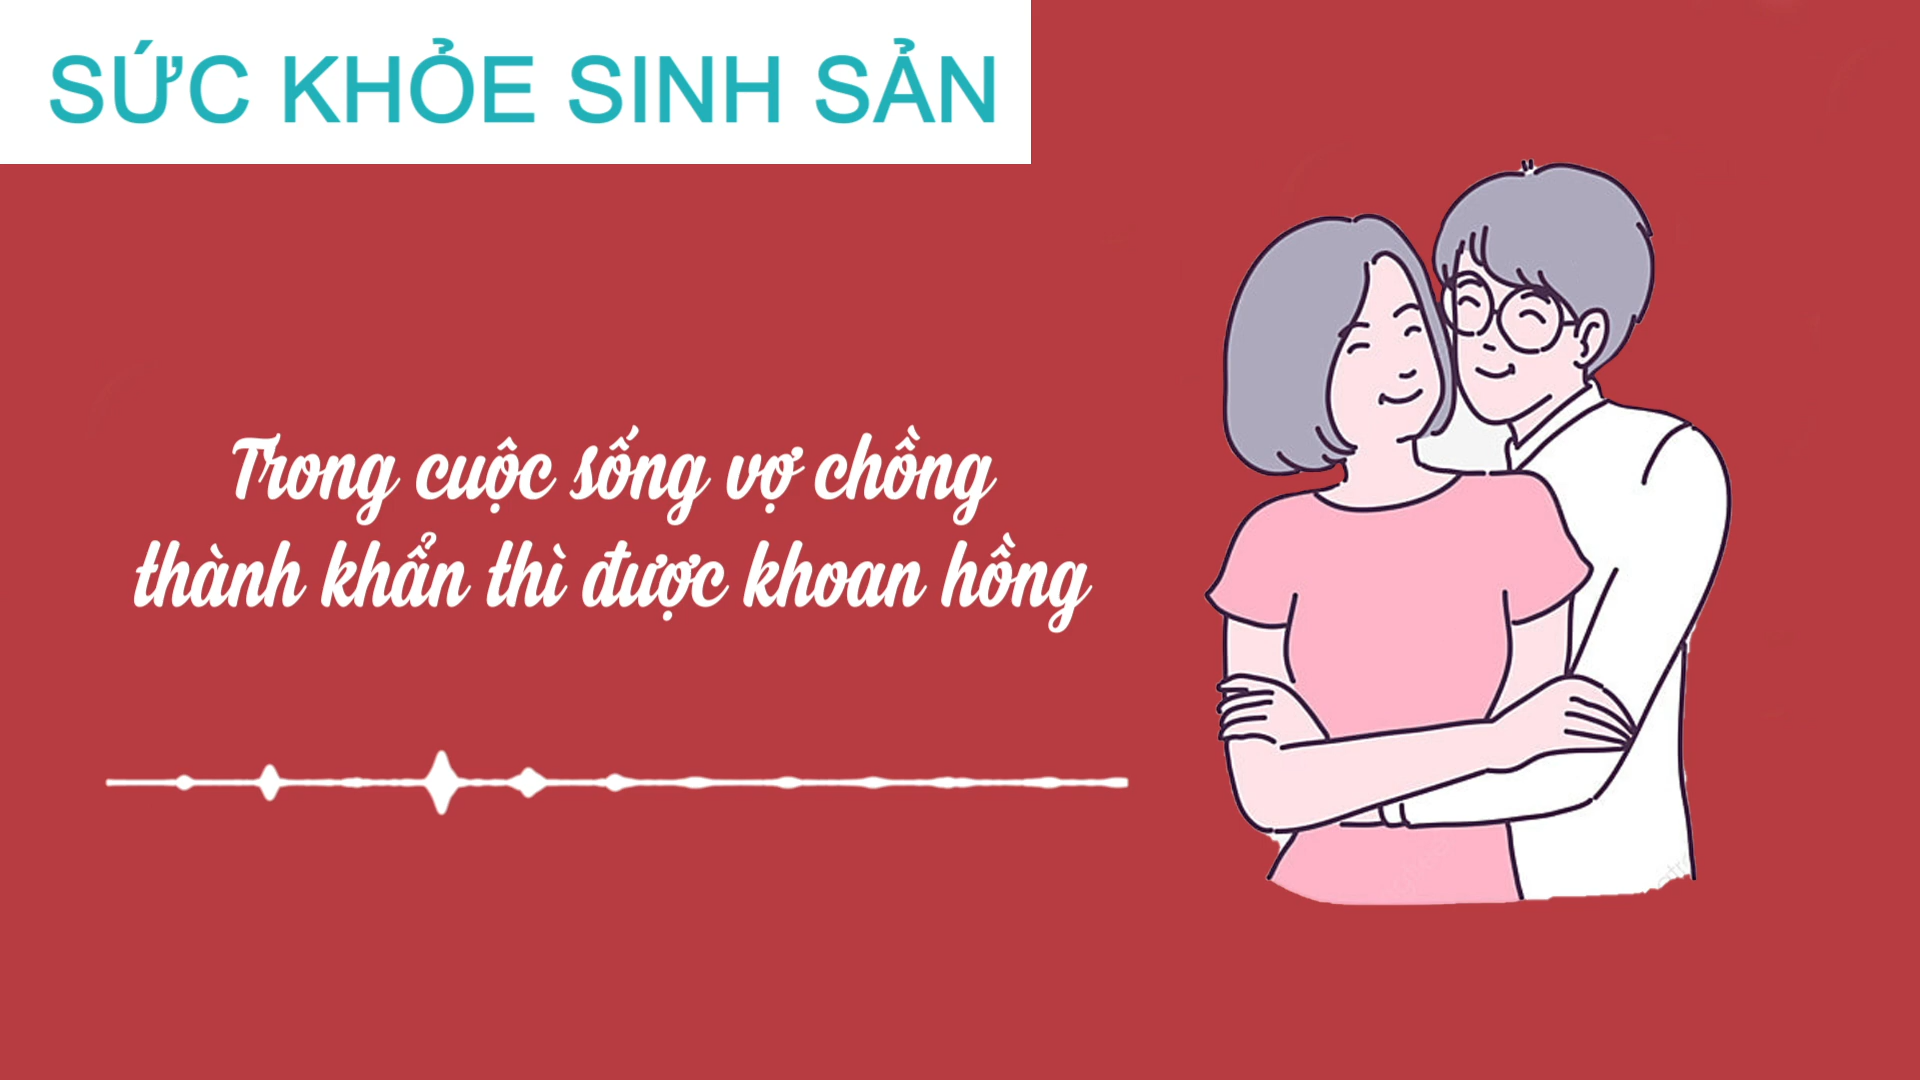 SỨC KHỎE SINH SẢN
Trong cuộc sống vợ chồng
thành khẩn thì được khoan hồng